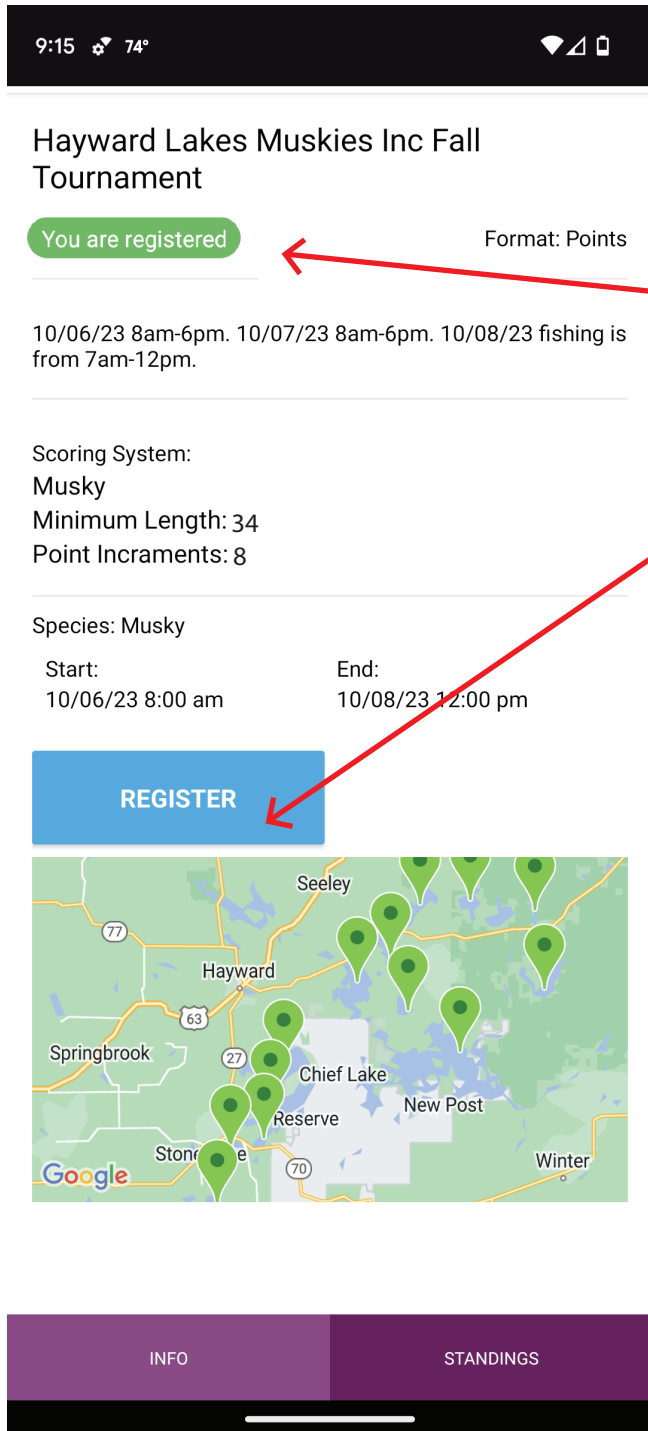 9:15 74°
Hayward Lakes Muskies Inc Fall
Tournament
You are registered
Format: Points
10/06/23 8am-6pm. 10/07/23 8am-6pm. 10/08/23 fishing is
from 7am-12pm.
Scoring System:
Musky
Minimum Length: 34
Point Incraments: 8
Species: Musky
Start:
End:
10/06/23 8:00 am
10/08/23 12:00 pm
REGISTER
Seeley
77
Hayward
63
Springbrook
27
Chief Lake
New Post
Reserve
Winter
70
Google
INFO
STANDINGS